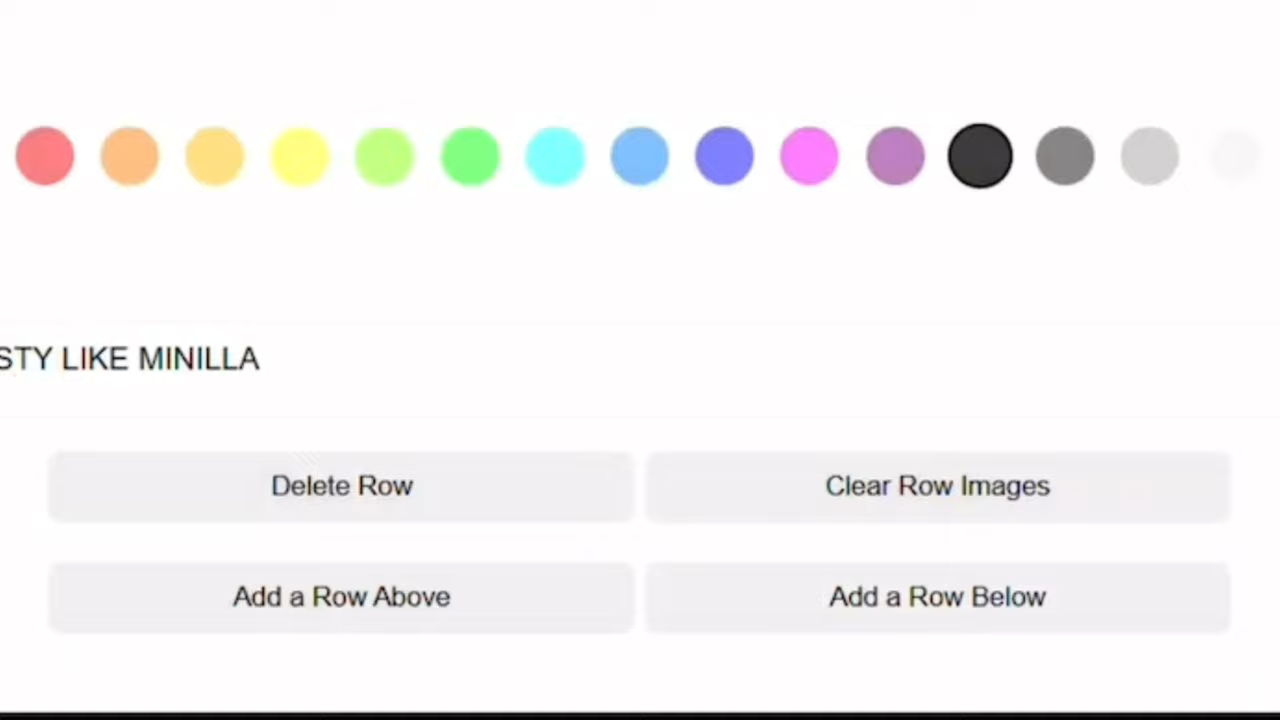 STY LIKE MINILLA
Delete Row
Clear Row Images
Add a Row Above
Add a Row Below